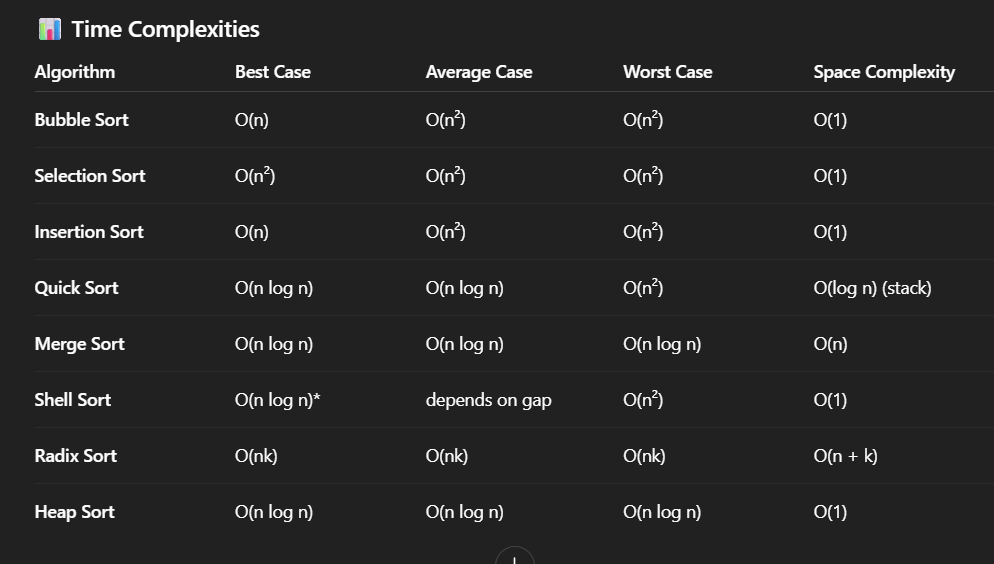 📊 Time Complexities
Algorithm Best Case Average Case Worst Case Space Complexity
Bubble Sort O(n) O(n²) O(n²) O(1)
Selection Sort O(n²) O(n²) O(n²) O(1)
Insertion Sort O(n) O(n²) O(n²) O(1)
Quick Sort O(n log n) O(n log n) O(n²) O(log n) (stack)
Merge Sort O(n log n) O(n log n) O(n log n) O(n)
Shell Sort O(n log n)* depends on gap O(n²) O(1)
Radix Sort O(nk) O(nk) O(nk) O(n + k)
Heap Sort O(n log n) O(n log n) O(n log n) O(1)